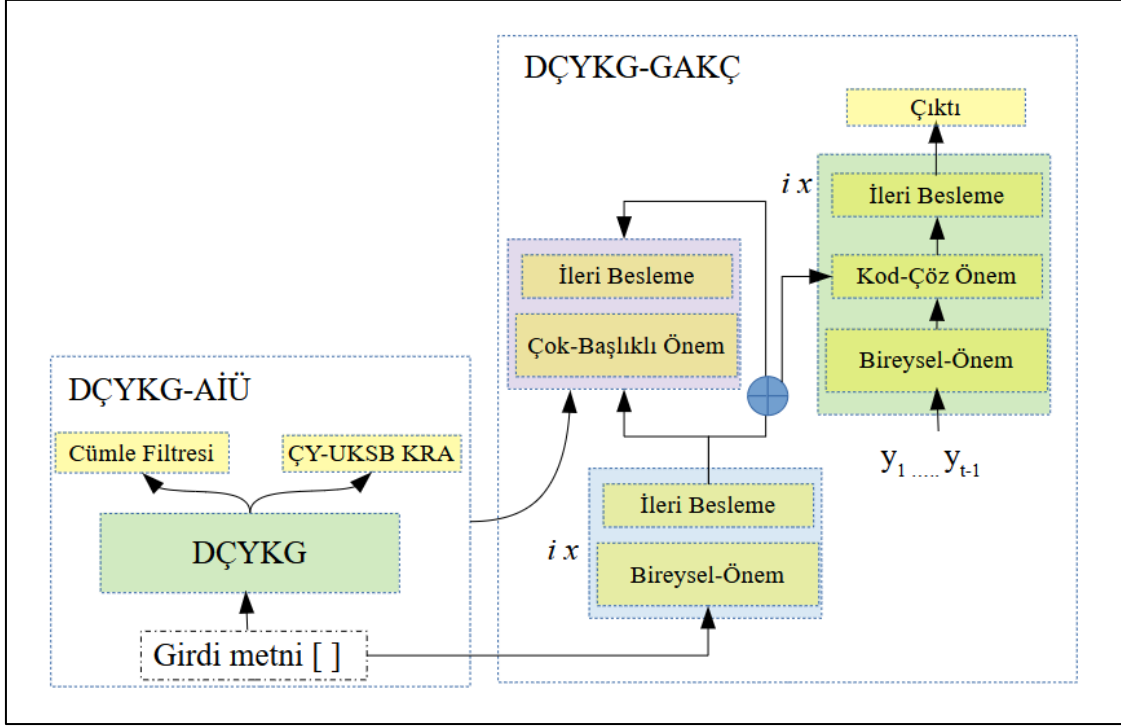 DÇYKG-GAKÇ
Çıktı
i x
İleri Besleme
Kod-Çöz Önem
Bireysel-Önem
y1 ..... yt-1
İleri Besleme
Çok-Başlıklı Önem
DÇYKG-AİÜ
Cümle Filtresi
ÇY-UKSB KRA
DÇYKG
Girdi metni [ ]
i x
İleri Besleme
Bireysel-Önem